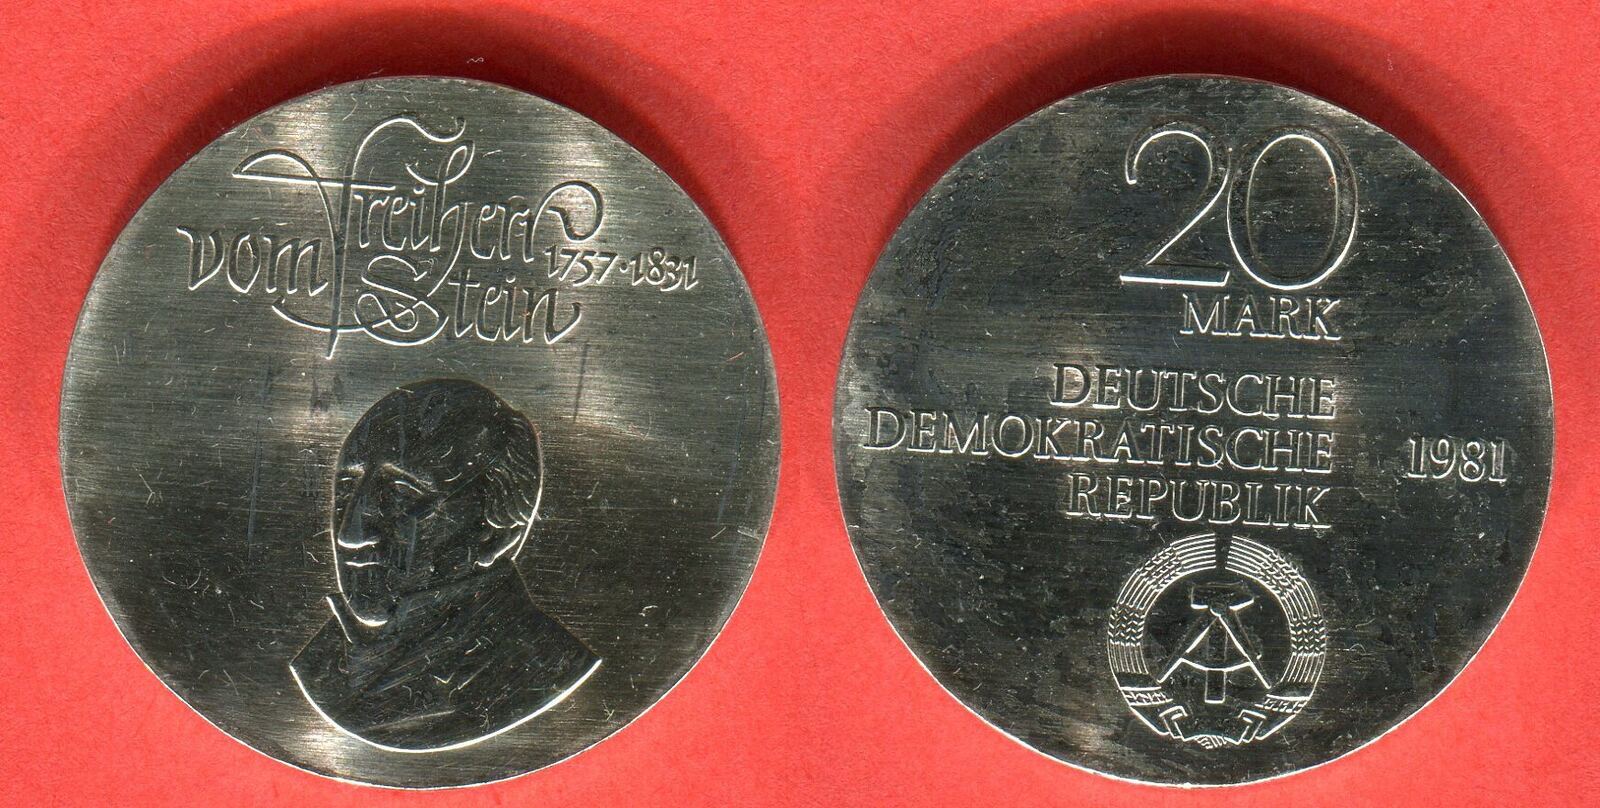 Freiherr
vom Stein 1757·1831
20
MARK
DEUTSCHE
DEMOKRATISCHE
REPUBLIK
1981